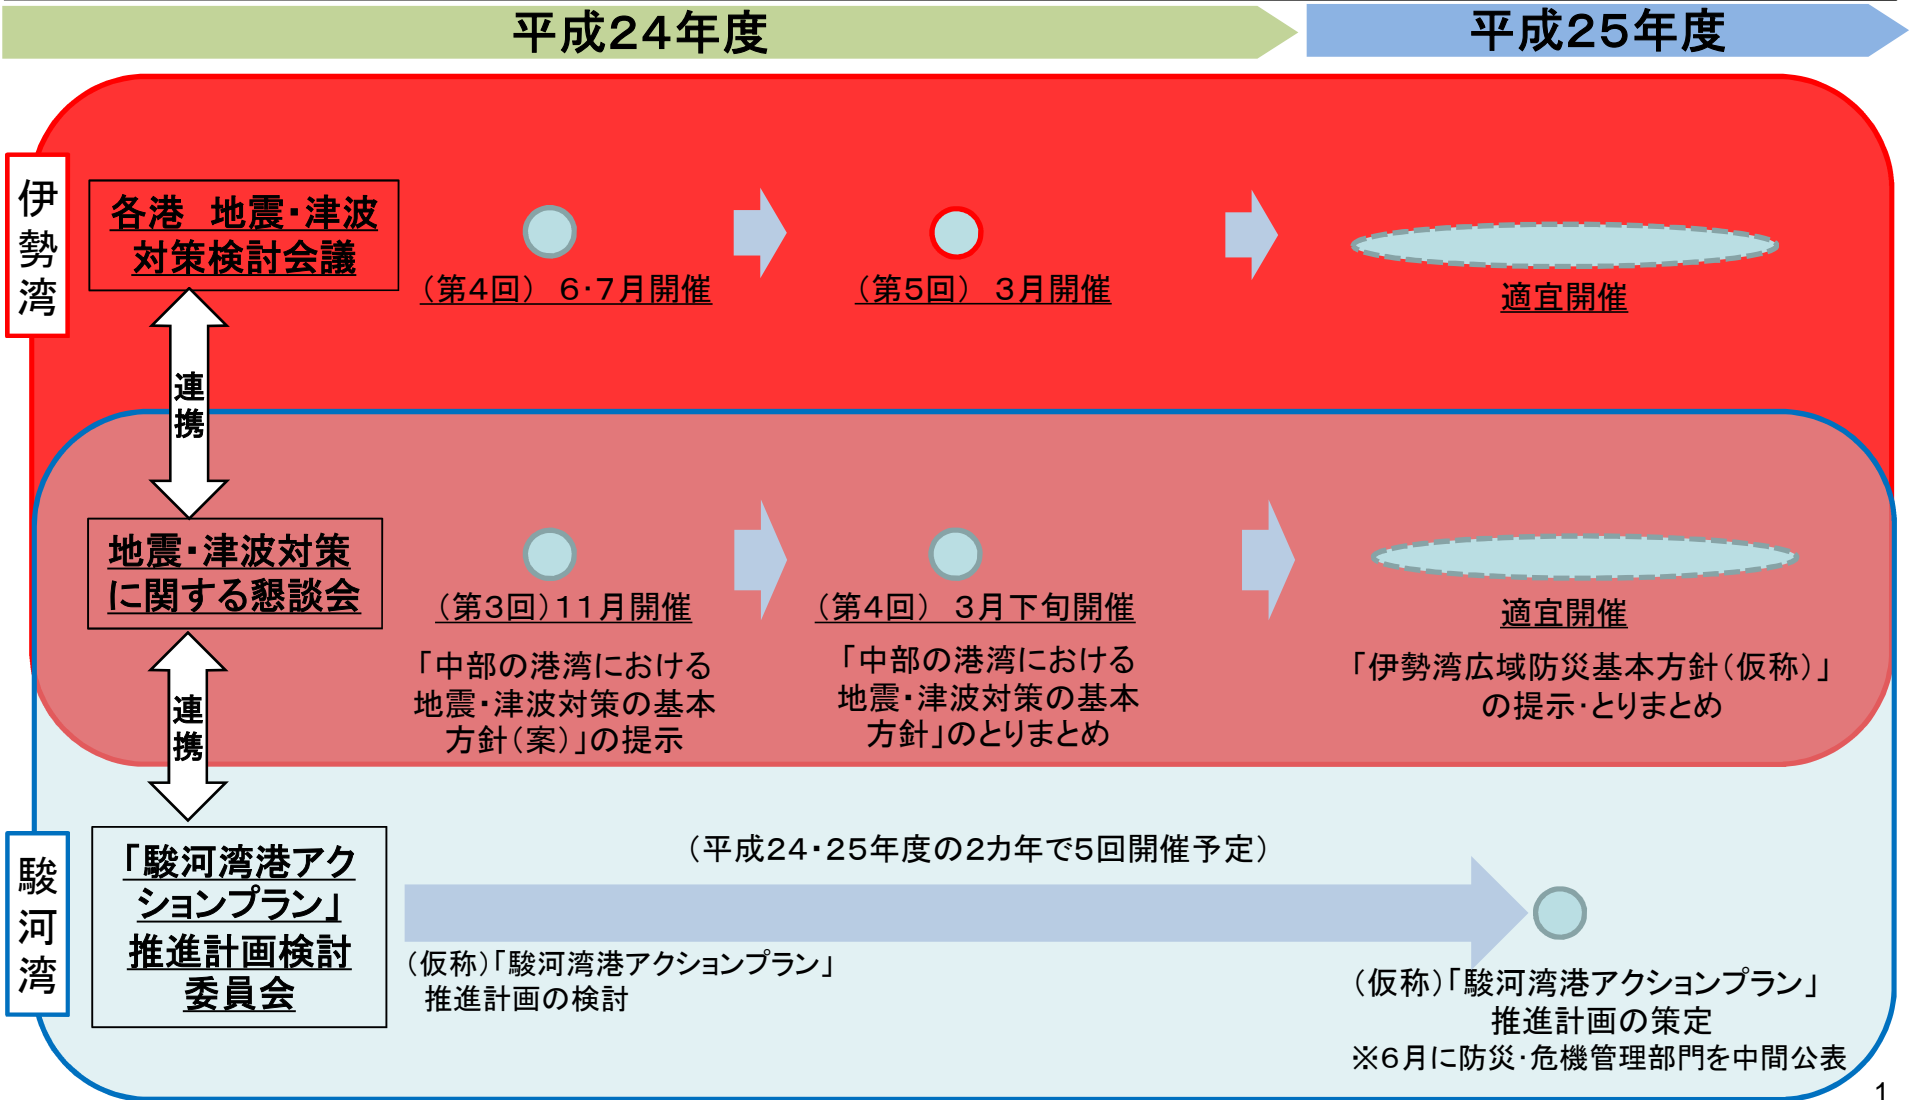 平成24年度
平成25年度
伊勢湾
各港　地震・津波
対策検討会議
（第4回）　6・7月開催
（第5回）　3月開催
適宜開催
連携
地震・津波対策
に関する懇談会
（第3回）11月開催
「中部の港湾における
地震・津波対策の基本
方針（案）」の提示
（第4回）　3月下旬開催
「中部の港湾における
地震・津波対策の基本
方針」のとりまとめ
適宜開催
「伊勢湾広域防災基本方針（仮称）」
の提示・とりまとめ
連携
駿河湾
「駿河湾港アク
ションプラン」
推進計画検討
委員会
（平成24・25年度の2カ年で5回開催予定）
（仮称）「駿河湾港アクションプラン」
推進計画の検討
（仮称）「駿河湾港アクションプラン」
推進計画の策定
※6月に防災・危機管理部門を中間公表
1